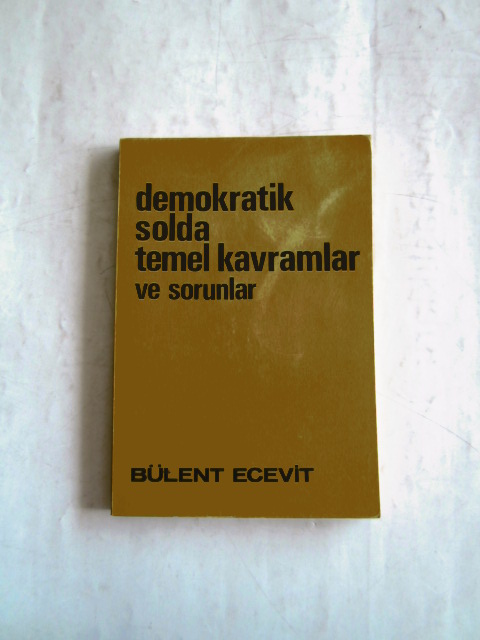 demokratik
solda
temel kavramlar
ve sorunlar
BÜLENT ECEVİT